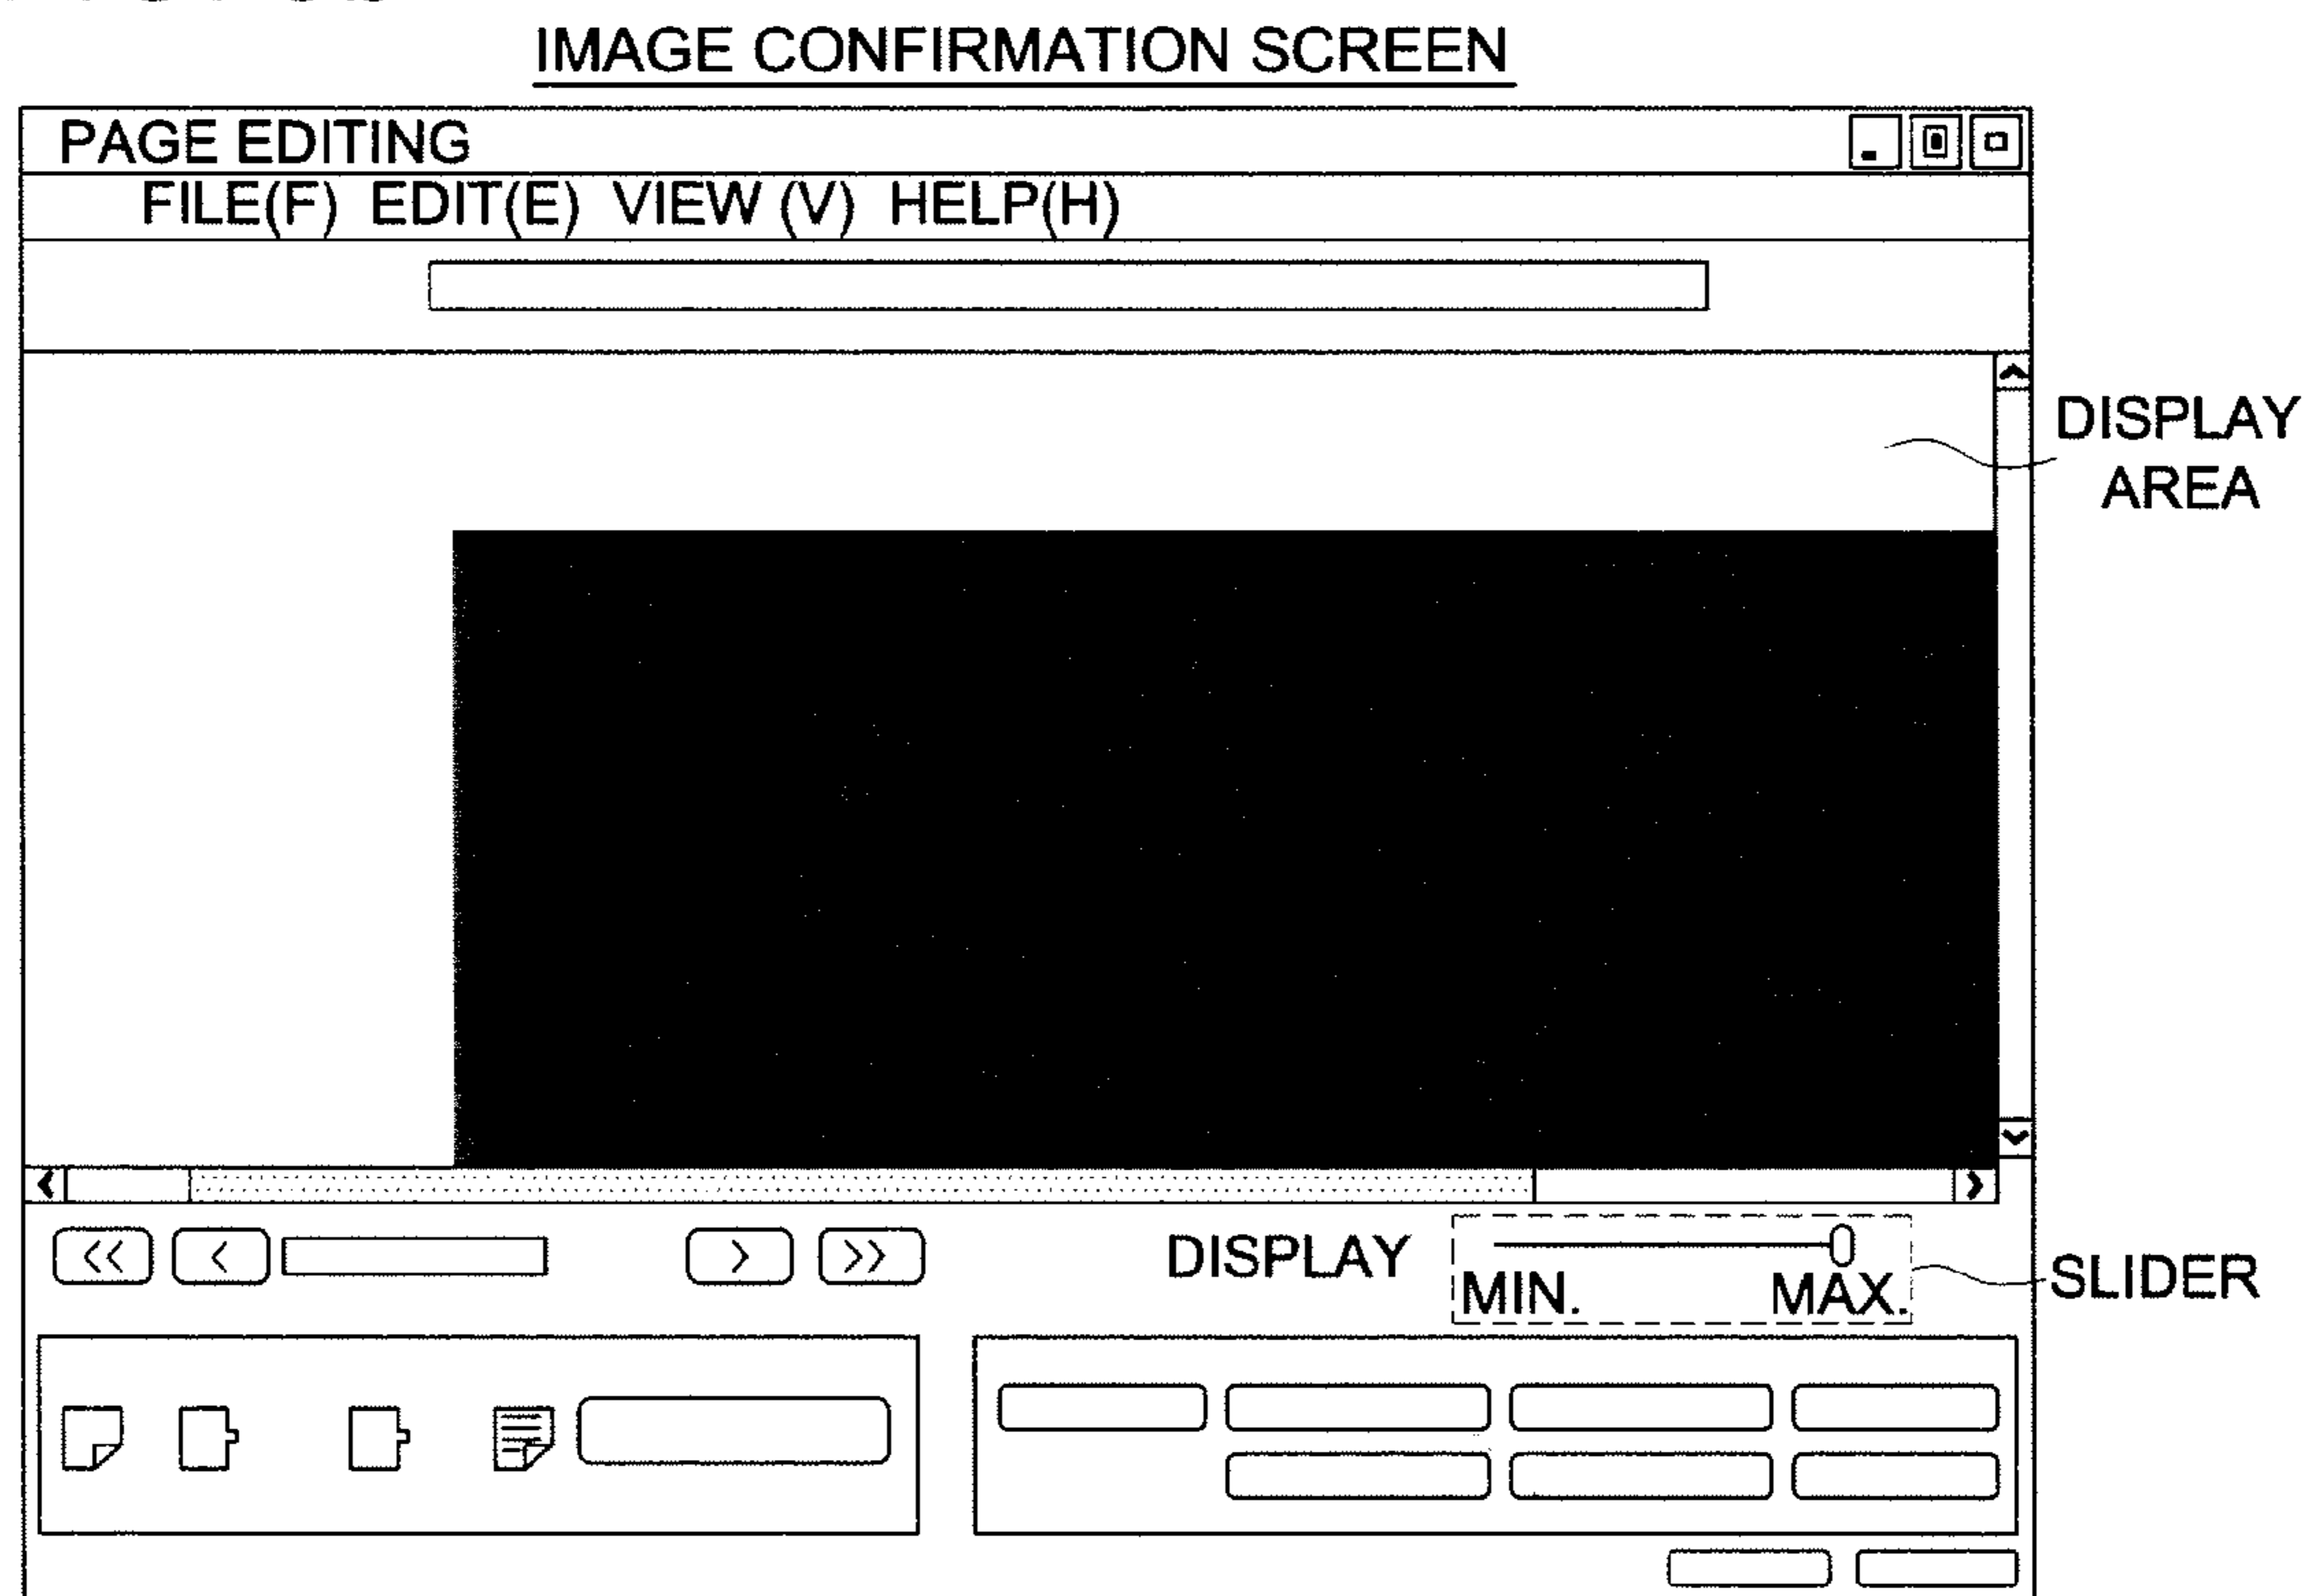 IMAGE CONFIRMATION SCREEN
PAGE EDITING
FILE(F) EDIT(E) VIEW (V) HELP(H)
DISPLAY
AREA
<< < > >>
DISPLAY
MIN. MAX.
SLIDER